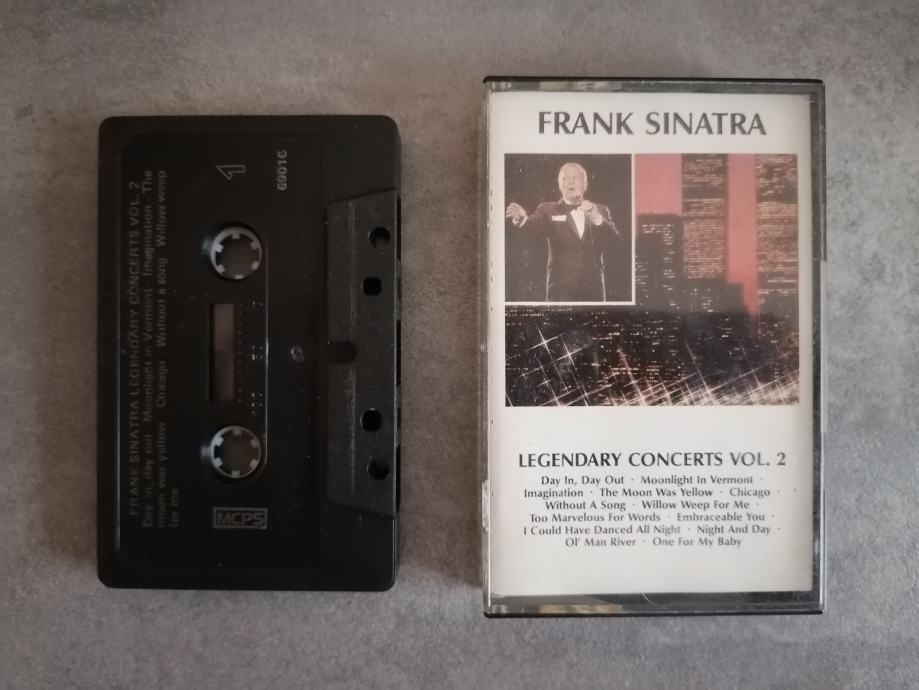 FRANK SINATRA LEGENDARY CONCERTS VOL. 2
Day in, day out Moonlight in Vermont Imagination The
moon was yellow Chicago Without a song Willow weep
for me
1
69016
MCPS
FRANK SINATRA
LEGENDARY CONCERTS VOL. 2
Day In, Day Out · Moonlight In Vermont ·
Imagination · The Moon Was Yellow · Chicago ·
Without A Song · Willow Weep For Me ·
Too Marvelous For Words · Embraceable You ·
I Could Have Danced All Night · Night And Day ·
Ol' Man River · One For My Baby